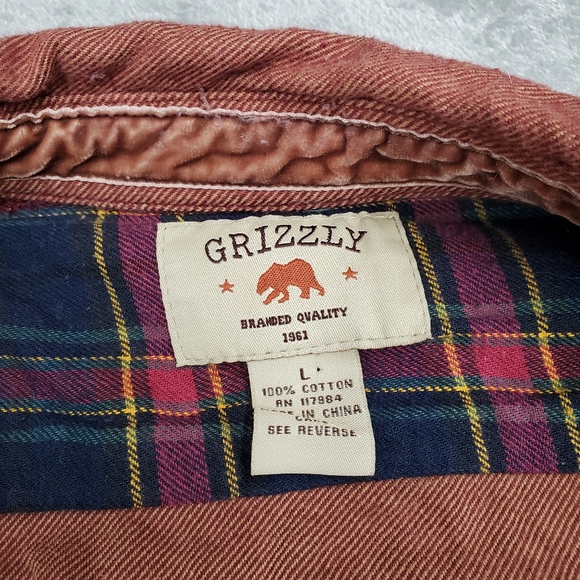 GRIZZLY
BRANDED QUALITY
1961
L
100% COTTON
RN 117984
IN CHINA
SEE REVERSE